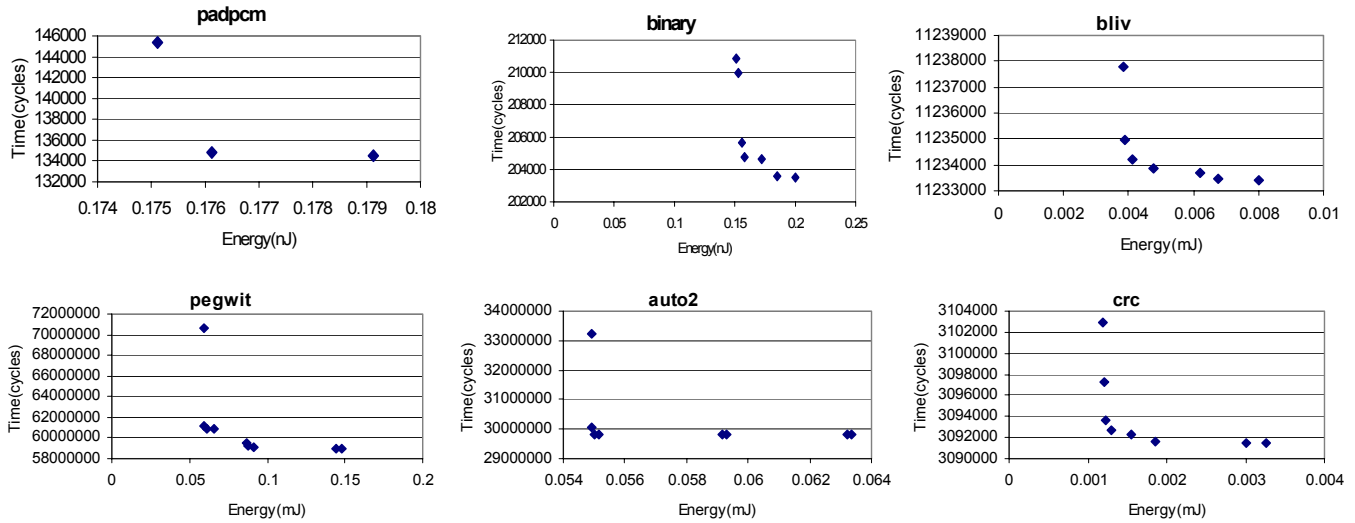 padpcm
Time(cycles)
146000
144000
142000
140000
138000
136000
134000
132000
0.174 0.175 0.176 0.177 0.178 0.179 0.18
Energy(nJ)
binary
Time(cycles)
212000
210000
208000
206000
204000
202000
0 0.05 0.1 0.15 0.2 0.25
Energy(nJ)
bliv
Time(cycles)
11239000
11238000
11237000
11236000
11235000
11234000
11233000
0 0.002 0.004 0.006 0.008 0.01
Energy(mJ)
pegwit
Time(cycles)
72000000
70000000
68000000
66000000
64000000
62000000
60000000
58000000
0 0.05 0.1 0.15 0.2
Energy(mJ)
auto2
Time(cycles)
34000000
33000000
32000000
31000000
30000000
29000000
0.054 0.056 0.058 0.06 0.062 0.064
Energy(mJ)
crc
Time(cycles)
3104000
3102000
3100000
3098000
3096000
3094000
3092000
3090000
0 0.001 0.002 0.003 0.004
Energy(mJ)